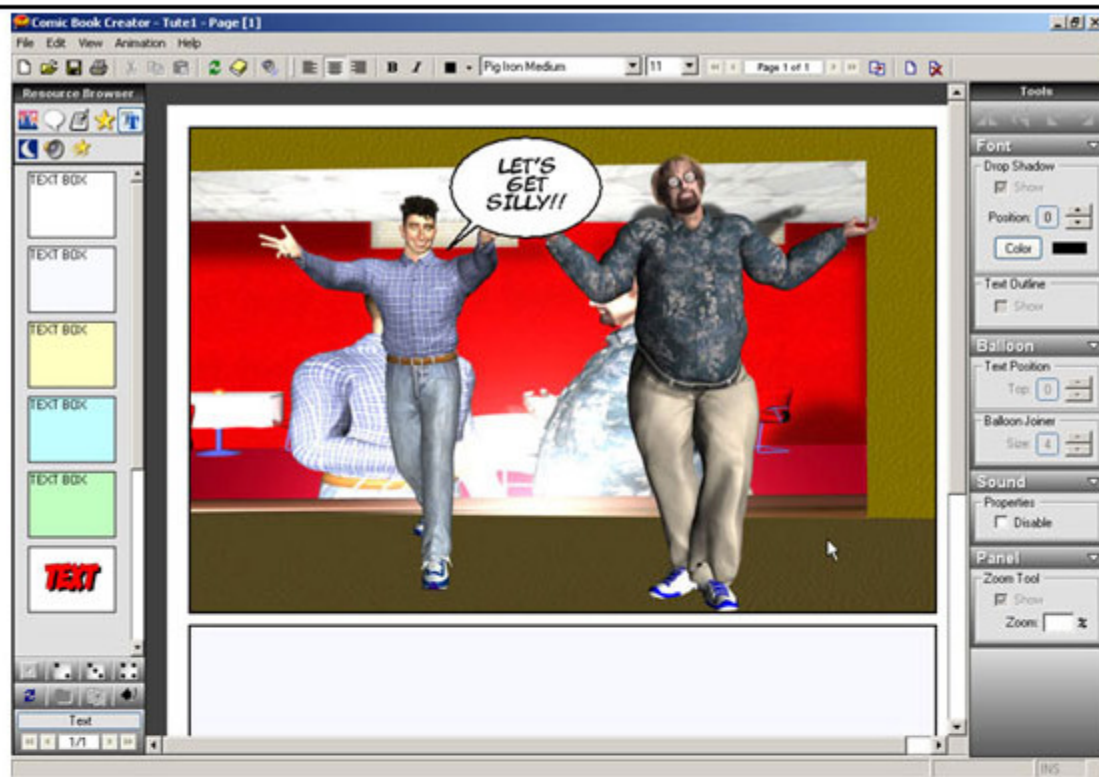 Comic Book Creator - Tute1 - Page [1]
File Edit View Animation Help
B I Pig Iron Medium 11 Page 1 of 1
Resource Browser
TEXT BOX
TEXT BOX
TEXT BOX
TEXT BOX
TEXT BOX
TEXT
Text
1/1
LET'S
GET
SILLY!!
Tools
Font
Drop Shadow
Show
Position: 0
Color
Text Outline
Show
Balloon
Text Position
Top: 0
Balloon Joiner
Size: 4
Sound
Properties
Disable
Panel
Zoom Tool
Show
Zoom: %
INS